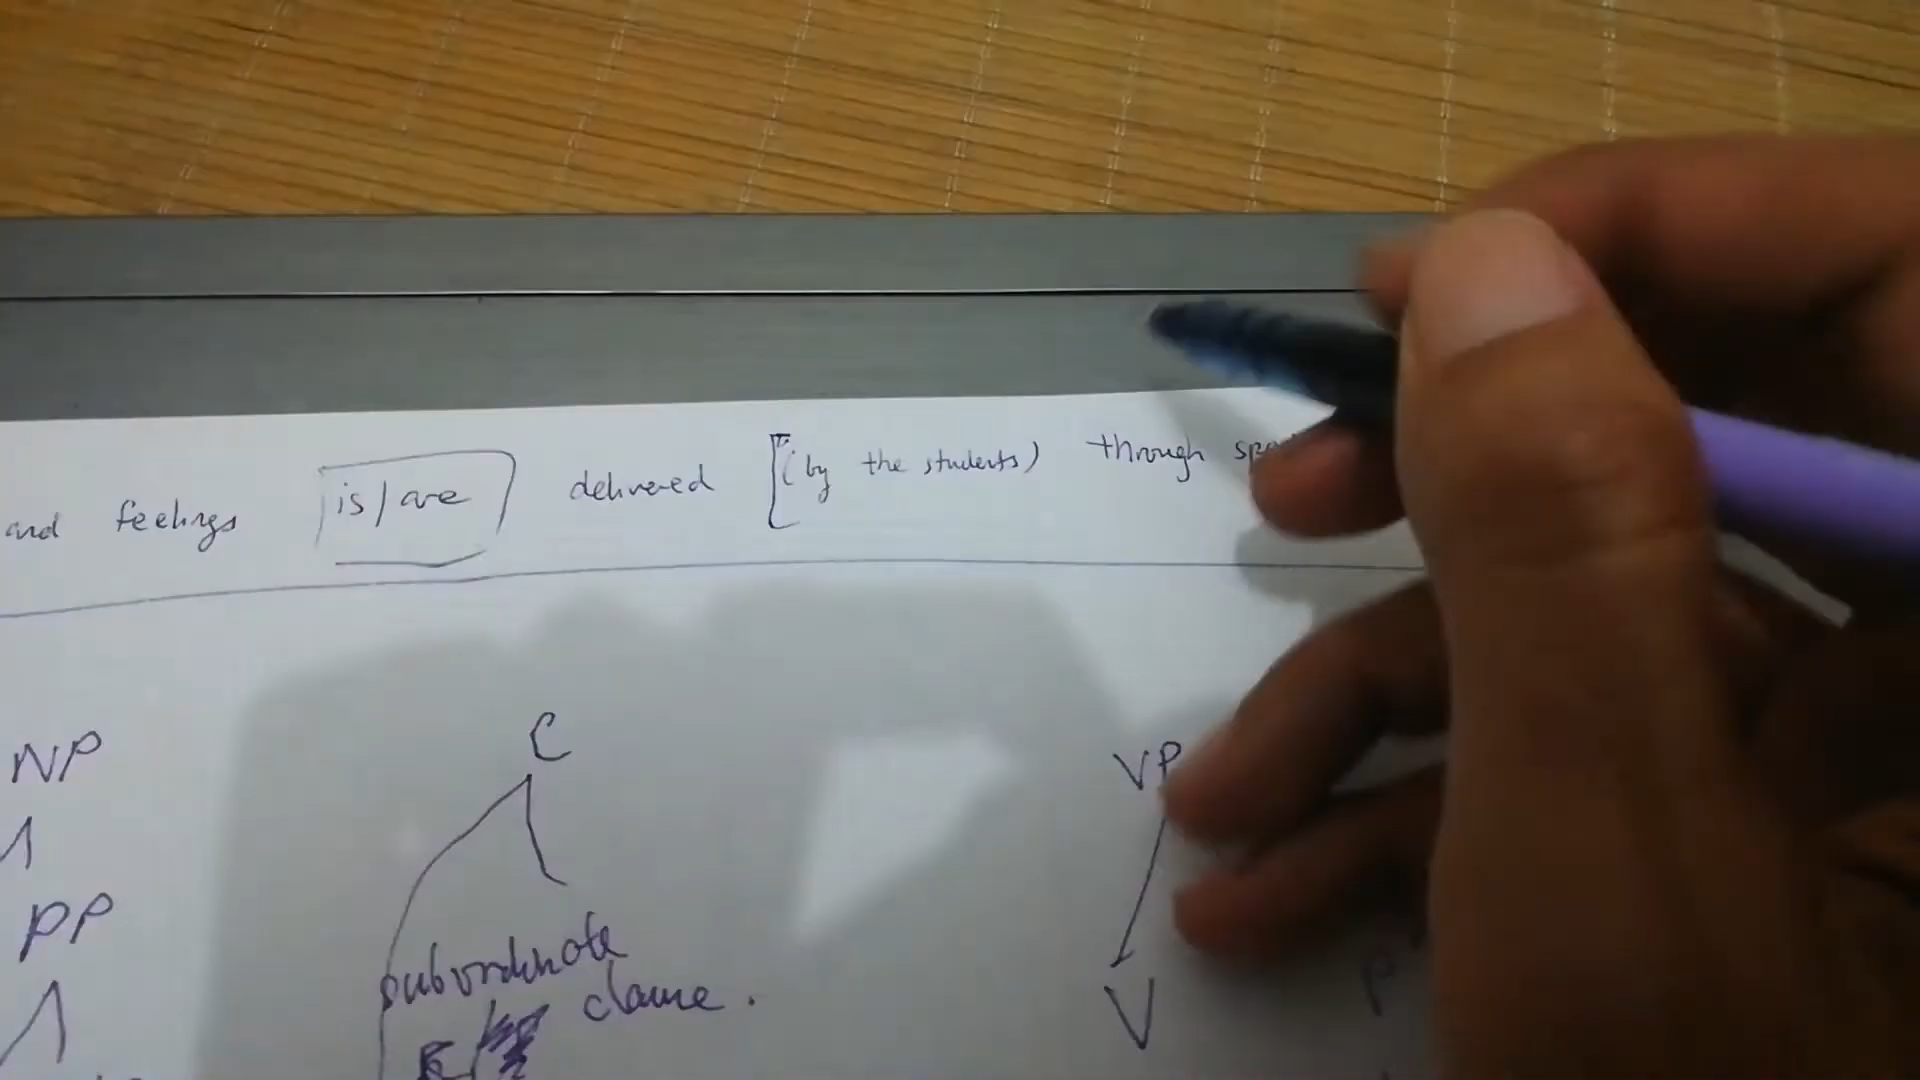 and feelings is/are delivered [(by the students) through
NP C VP
PP subordinate
clause. V
P